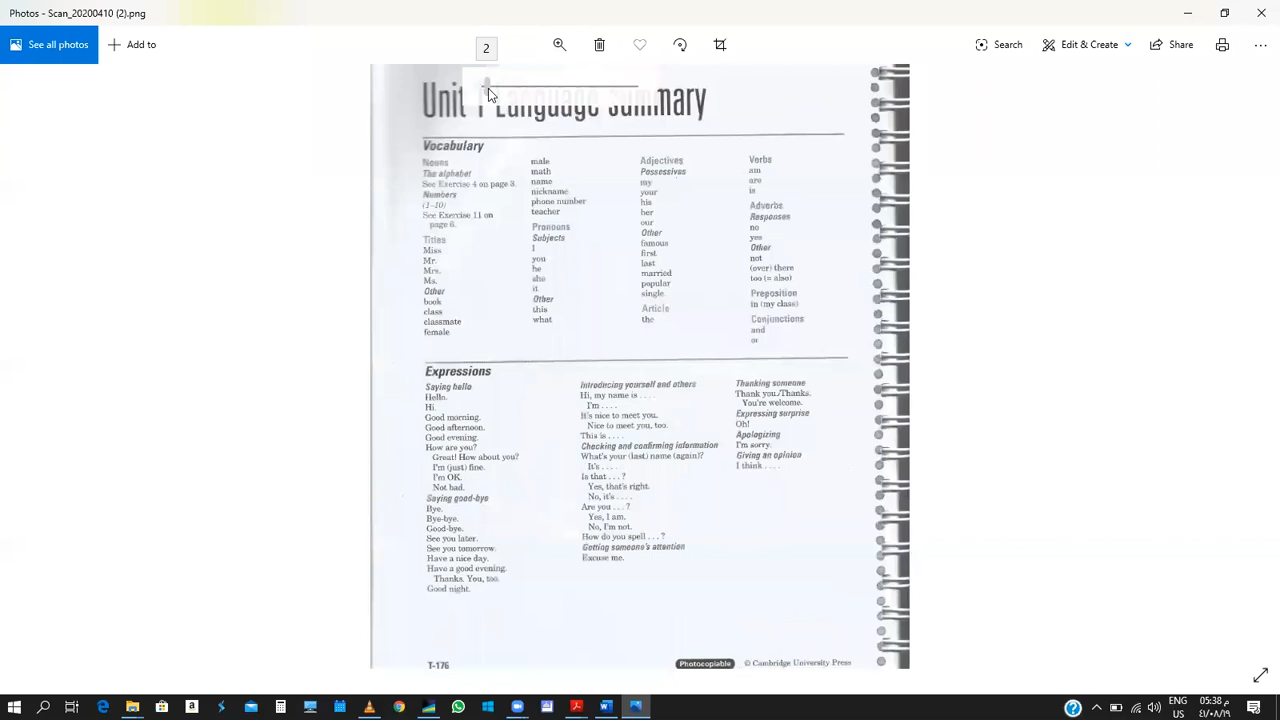 Photos - Scan_20200410 (2).png
See all photos
Add to
2
Search
Edit & Create
Share
Unit 1 Language summary
Vocabulary
Nouns
The alphabet
See Exercise 4 on page 3.
Numbers
(1–10)
See Exercise 11 on
page 6.
Titles
Miss
Mr.
Mrs.
Ms.
Other
book
class
classmate
female
male
math
name
nickname
phone number
teacher
Pronouns
Subjects
I
you
he
she
it
Other
this
what
Adjectives
Possessives
my
your
his
her
our
Other
famous
first
last
married
popular
single
Article
the
Verbs
am
are
is
Adverbs
Responses
no
yes
Other
not
(over) there
too (= also)
Preposition
in (my class)
Conjunctions
and
or
Expressions
Saying hello
Hello.
Hi.
Good morning.
Good afternoon.
Good evening.
How are you?
Great! How about you?
I'm (just) fine.
I'm OK.
Not bad.
Saying good-bye
Bye.
Bye-bye.
Good-bye.
See you later.
See you tomorrow.
Have a nice day.
Have a good evening.
Thanks. You, too.
Good night.
Introducing yourself and others
Hi, my name is . . . .
I'm . . . .
It's nice to meet you.
Nice to meet you, too.
This is . . . .
Checking and confirming information
What's your (last) name (again)?
It's . . . .
Is that . . . ?
Yes, that's right.
No, it's . . . .
Are you . . . ?
Yes, I am.
No, I'm not.
How do you spell . . . ?
Getting someone's attention
Excuse me.
Thanking someone
Thank you/Thanks.
You're welcome.
Expressing surprise
Oh!
Apologizing
I'm sorry.
Giving an opinion
I think . . . .
T-176
Photocopiable
© Cambridge University Press
ENG
US
05:38 م
٤١/٠٨/١٩